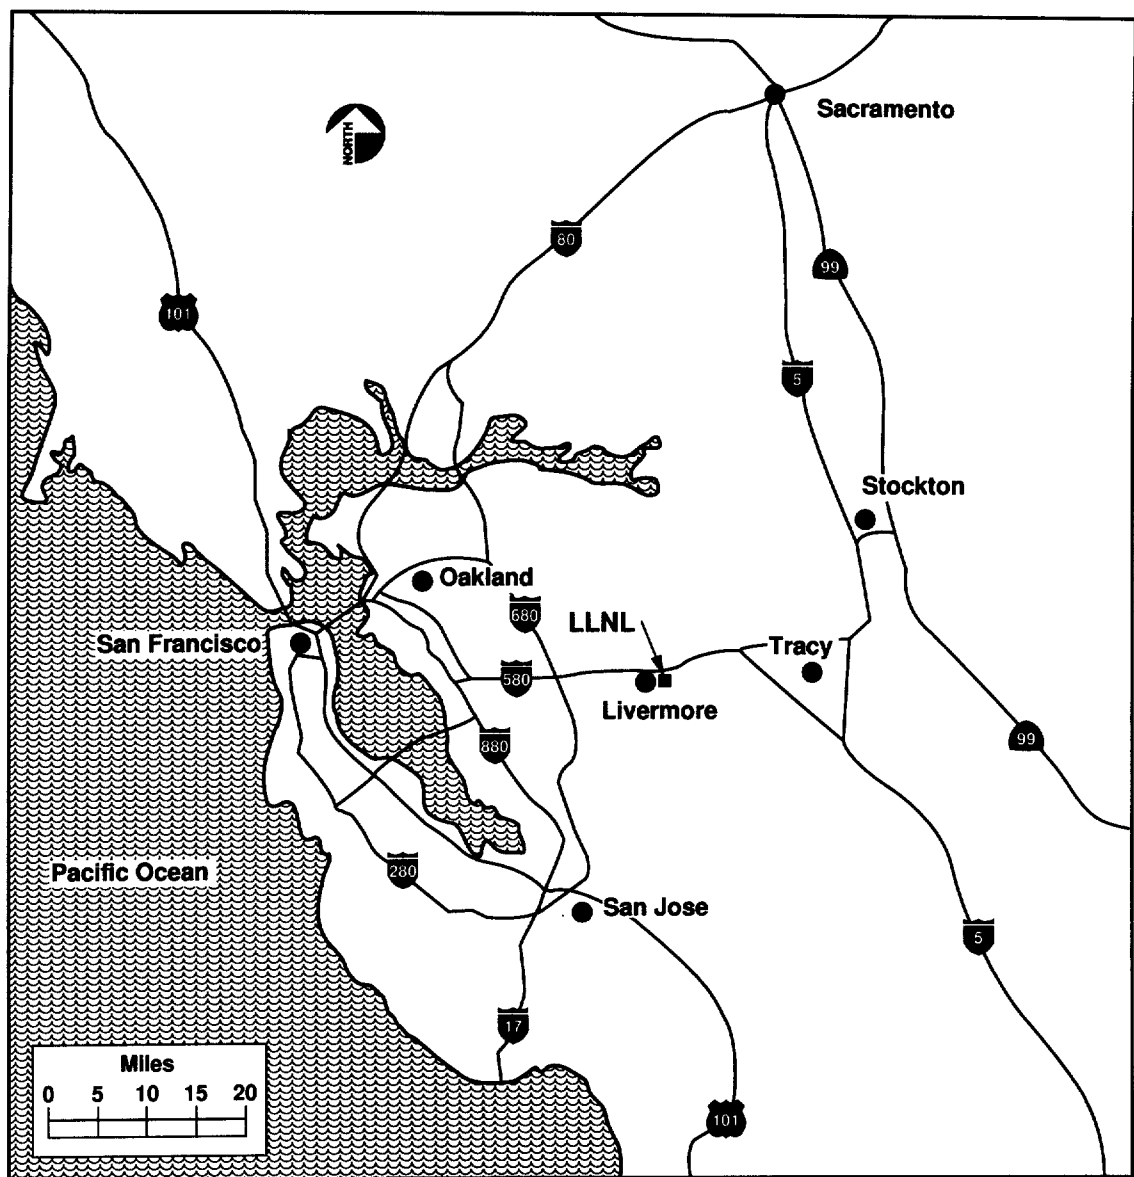 Sacramento
NORTH
80
99
101
5
Stockton
Oakland
680
LLNL
San Francisco
Tracy
580
Livermore
880
99
Pacific Ocean
280
San Jose
5
17
Miles
0 5 10 15 20
101